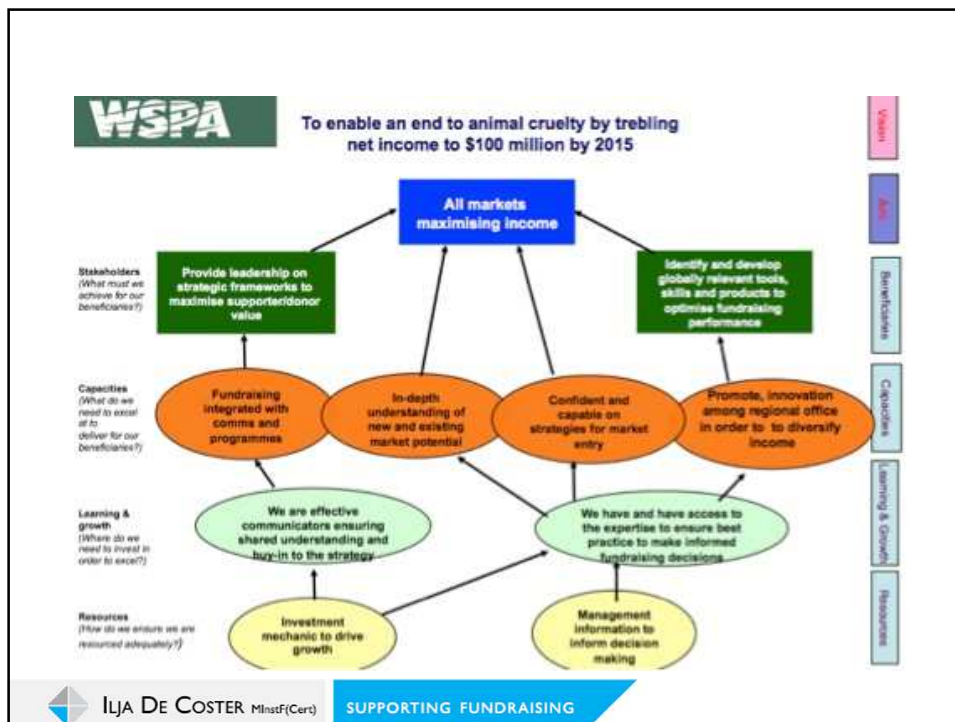 WSPA
To enable an end to animal cruelty by trebling
net income to $100 million by 2015
Vision
Aim
All markets
maximising income
Stakeholders
(What must we
achieve for our
beneficiaries?)
Provide leadership on
strategic frameworks to
maximise supporter/donor
value
Identify and develop
globally relevant tools,
skills and products to
optimise fundraising
performance
Beneficiaries
Capacities
(What do we
need to excel
at to
deliver for our
beneficiaries?)
Fundraising
integrated with
comms and
programmes
In-depth
understanding of
new and existing
market potential
Confident and
capable on
strategies for market
entry
Promote, innovation
among regional office
in order to to diversify
income
Capacities
Learning &
growth
(Where do we
need to invest in
order to excel?)
We are effective
communicators ensuring
shared understanding and
buy-in to the strategy
We have and have access to
the expertise to ensure best
practice to make informed
fundraising decisions
Learning & Growth
Resources
(How do we ensure we are
resourced adequately?)
Investment
mechanic to drive
growth
Management
information to
inform decision
making
Resources
ILJA DE COSTER MInstF(Cert)
SUPPORTING FUNDRAISING